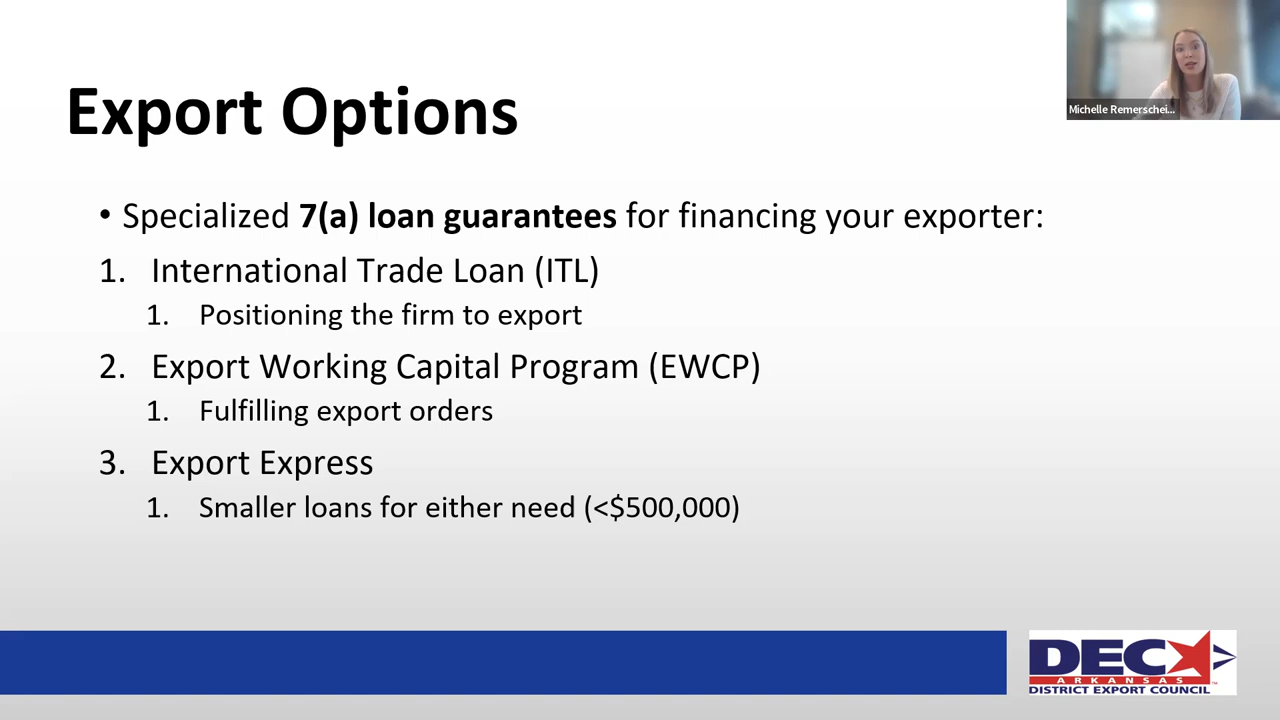 Michelle Remerschei...
Export Options
• Specialized 7(a) loan guarantees for financing your exporter:
1. International Trade Loan (ITL)
1. Positioning the firm to export
2. Export Working Capital Program (EWCP)
1. Fulfilling export orders
3. Export Express
1. Smaller loans for either need (<$500,000)
DEC
ARKANSAS
DISTRICT EXPORT COUNCIL